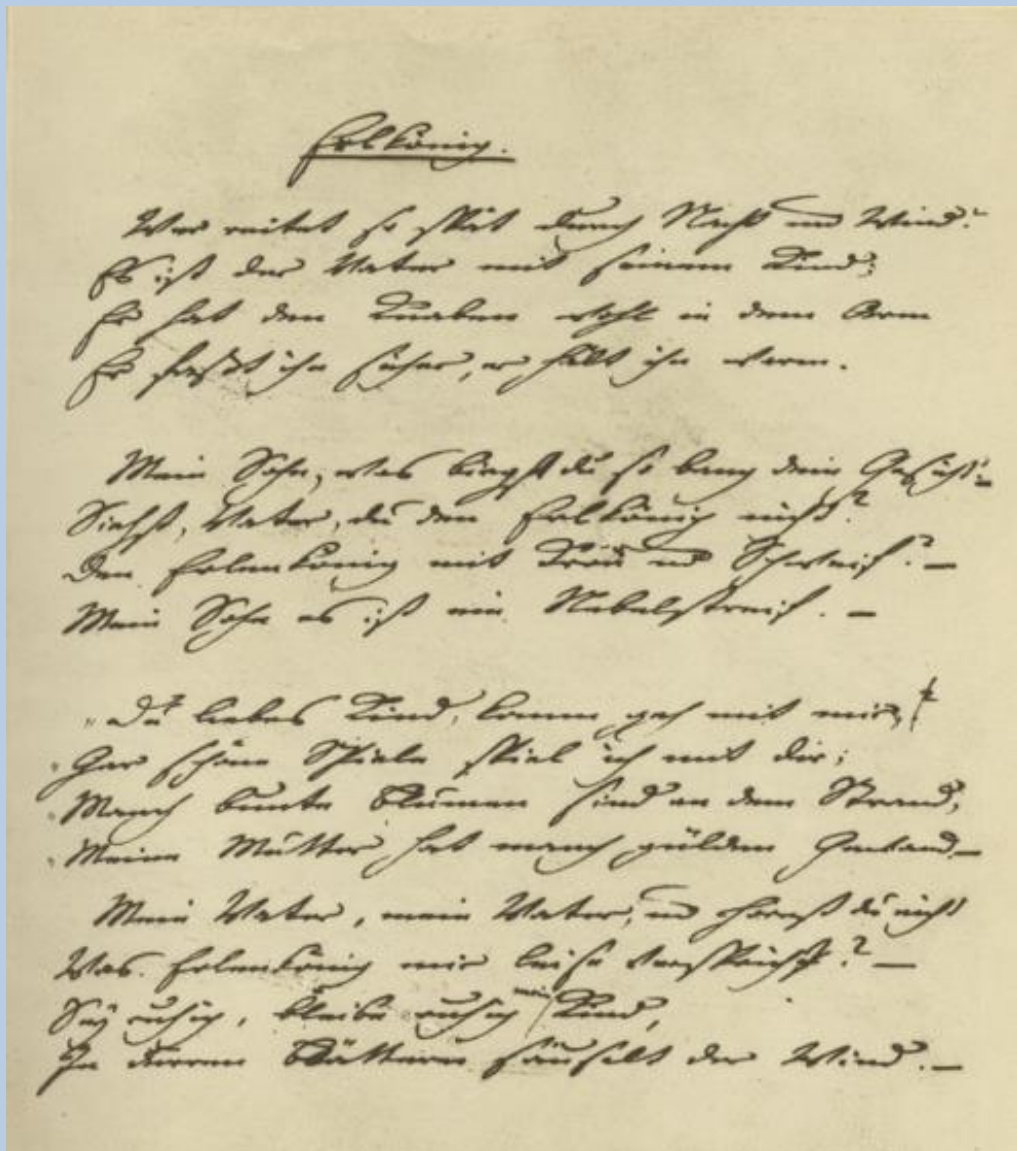 Erlkönig.
Wer reitet so spät durch Nacht und Wind?
Es ist der Vater mit seinem Kind;
Er hat den Knaben wohl in dem Arm
Er faßt ihn sicher, er hält ihn warm.
Mein Sohn, was birgst du so bang dein Gesicht? –
Siehst, Vater, du den Erlkönig nicht?
Den Erlenkönig mit Kron und Schweif? –
Mein Sohn es ist ein Nebelstreif. –
„Du liebes Kind, komm geh mit mir,
„Gar schöne Spiele spiel ich mit dir;
„Manch bunte Blumen sind an dem Strand,
„Meine Mutter hat manch gülden Gewand –
Mein Vater, mein Vater, und hörest du nicht
Was Erlenkönig mir leise verspricht? –
Sey ruhig, bleibe ruhig mein Kind,
In dürren Blättern säuselt der Wind. –